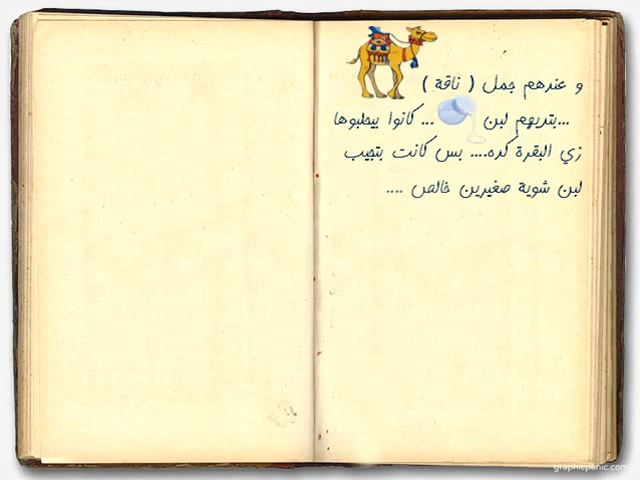 و عندهم جمل ( ناقة )
...بتديهم لبن ... كانوا بيحلبوها
زي البقرة كده.... بس كانت بتجيب
لبن شوية صغيرين خالص ....
graphicpanic.com